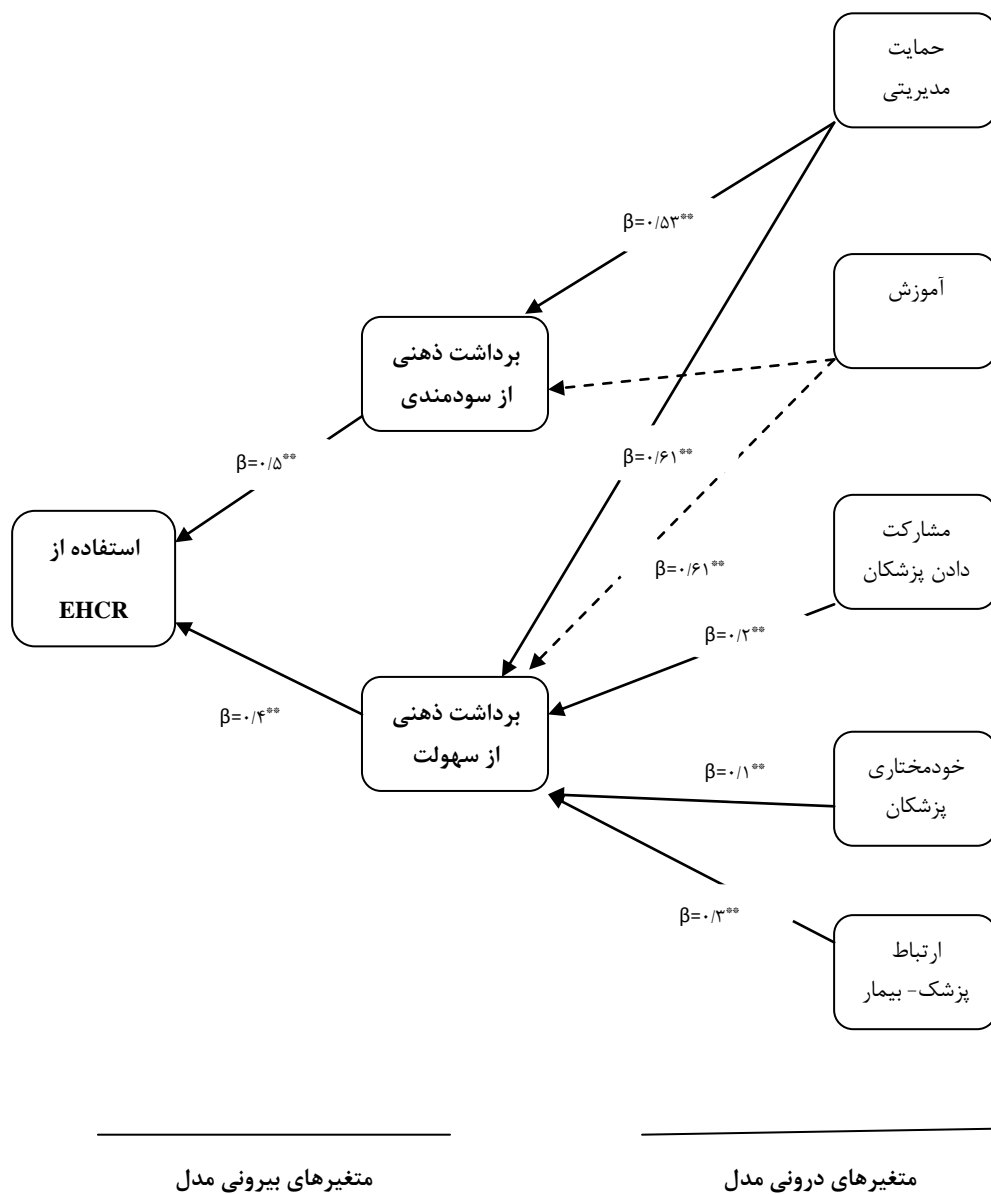 حمایت
مدیریتی
β=۰/۵۳**
آموزش
برداشت ذهنی
از سودمندی
β=۰/۵**
β=۰/۶۱**
استفاده از
EHCR
مشارکت
دادن پزشکان
β=۰/۶۱**
β=۰/۲**
برداشت ذهنی
از سهولت
β=۰/۴**
خودمختاری
پزشکان
β=۰/۱**
β=۰/۳**
ارتباط
پزشک- بیمار
متغیرهای درونی مدل
متغیرهای بیرونی مدل